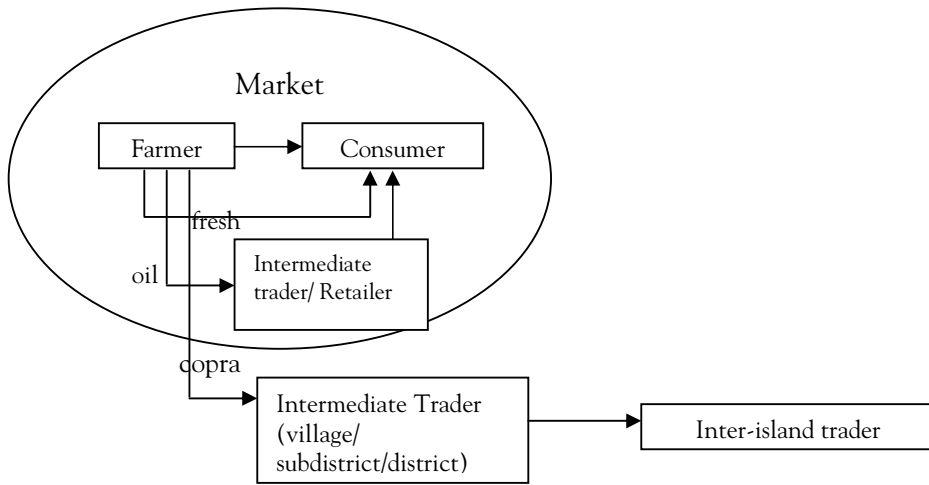 Market
Farmer
Consumer
fresh
oil
Intermediate
trader/ Retailer
copra
Intermediate Trader
(village/
subdistrict/district)
Inter-island trader